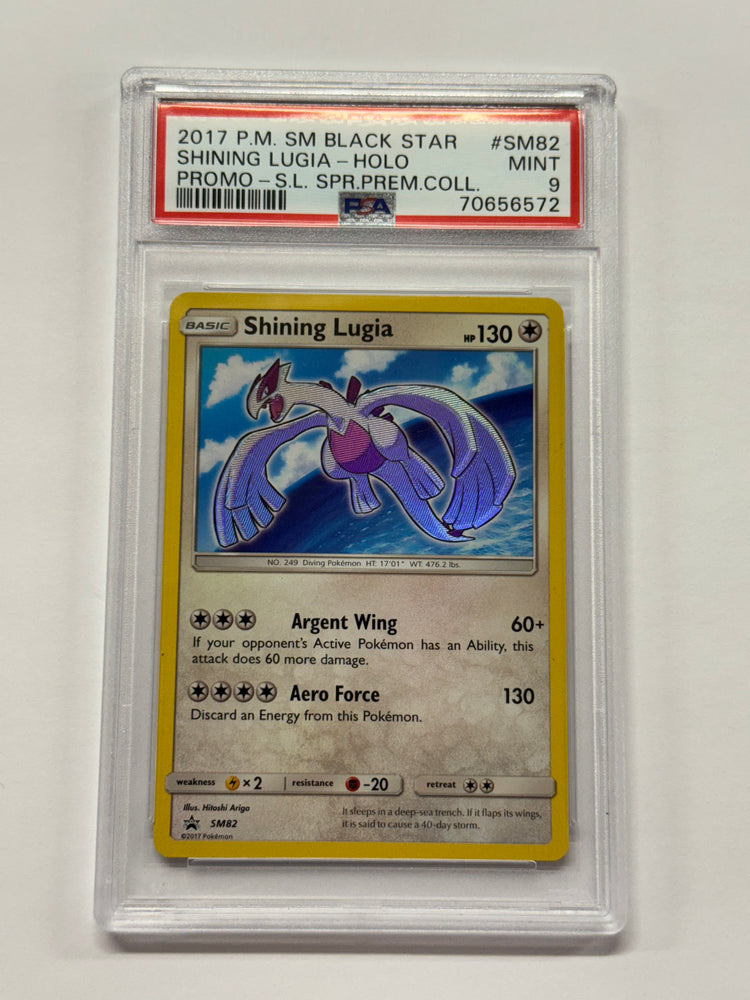 2017 P.M. SM BLACK STAR #SM82
SHINING LUGIA – HOLO MINT
PROMO – S.L. SPR.PREM.COLL. 9
PSA 70656572
BASIC Shining Lugia HP 130
NO. 249 Diving Pokémon HT: 17'01" WT: 476.2 lbs.
Argent Wing 60+
If your opponent's Active Pokémon has an Ability, this
attack does 60 more damage.
Aero Force 130
Discard an Energy from this Pokémon.
weakness ×2 resistance -20 retreat
Illus. Hitoshi Ariga
It sleeps in a deep-sea trench. If it flaps its wings,
it is said to cause a 40-day storm.
SM82
©2017 Pokémon